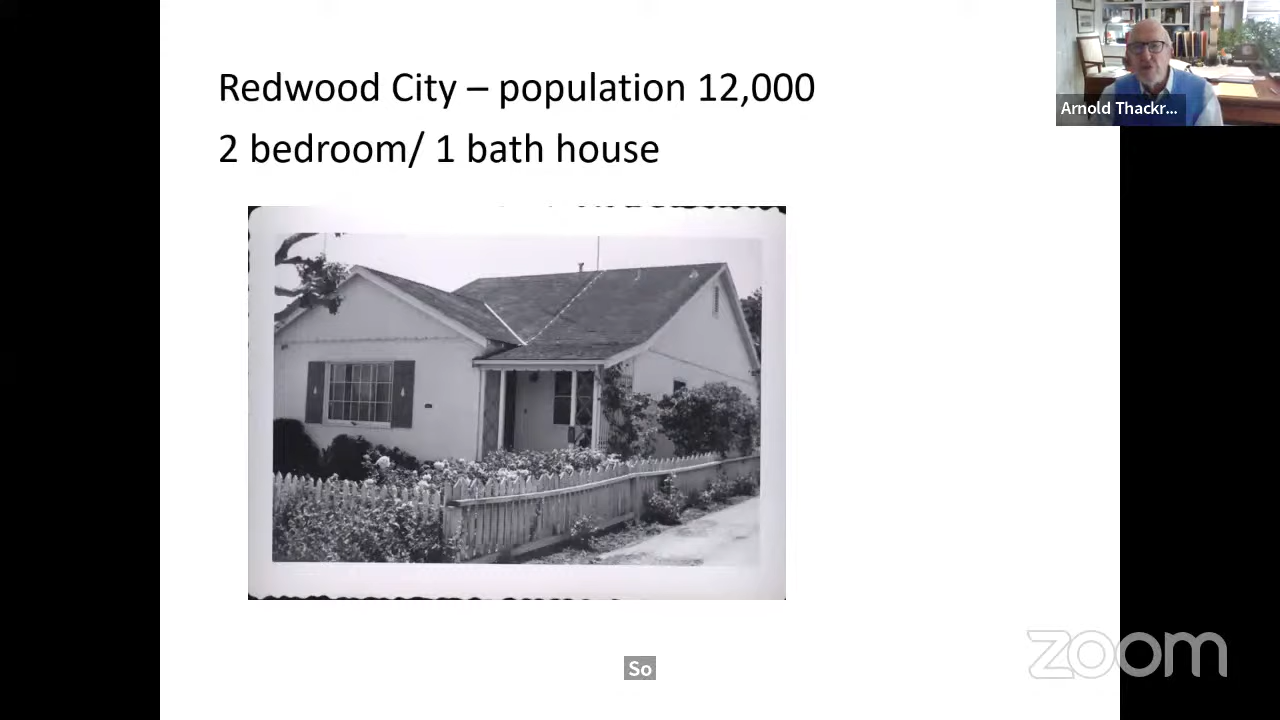 Redwood City – population 12,000
2 bedroom/ 1 bath house
Arnold Thackr...
So
zoom